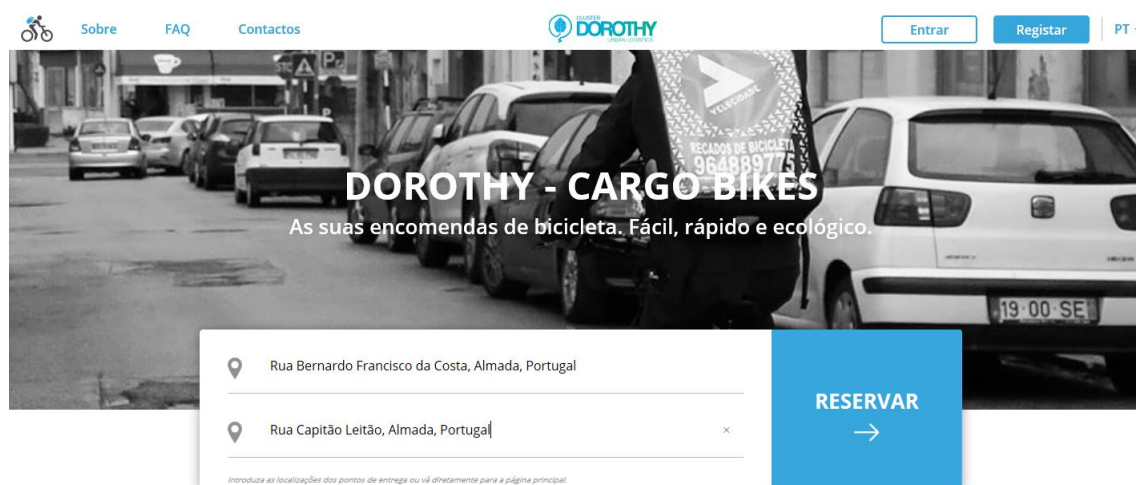 Sobre FAQ Contactos CLUSTER DOROTHY URBAN LOGISTICS Entrar Registar PT
VELOCIDADE
RECADOS DE BICICLETA
964889775
DOROTHY - CARGO BIKES
As suas encomendas de bicicleta. Fácil, rápido e ecológico.
19-00-SE
Rua Bernardo Francisco da Costa, Almada, Portugal
RESERVAR
Rua Capitão Leitão, Almada, Portugal
Introduza as localizações dos pontos de entrega ou vá diretamente para a página principal.